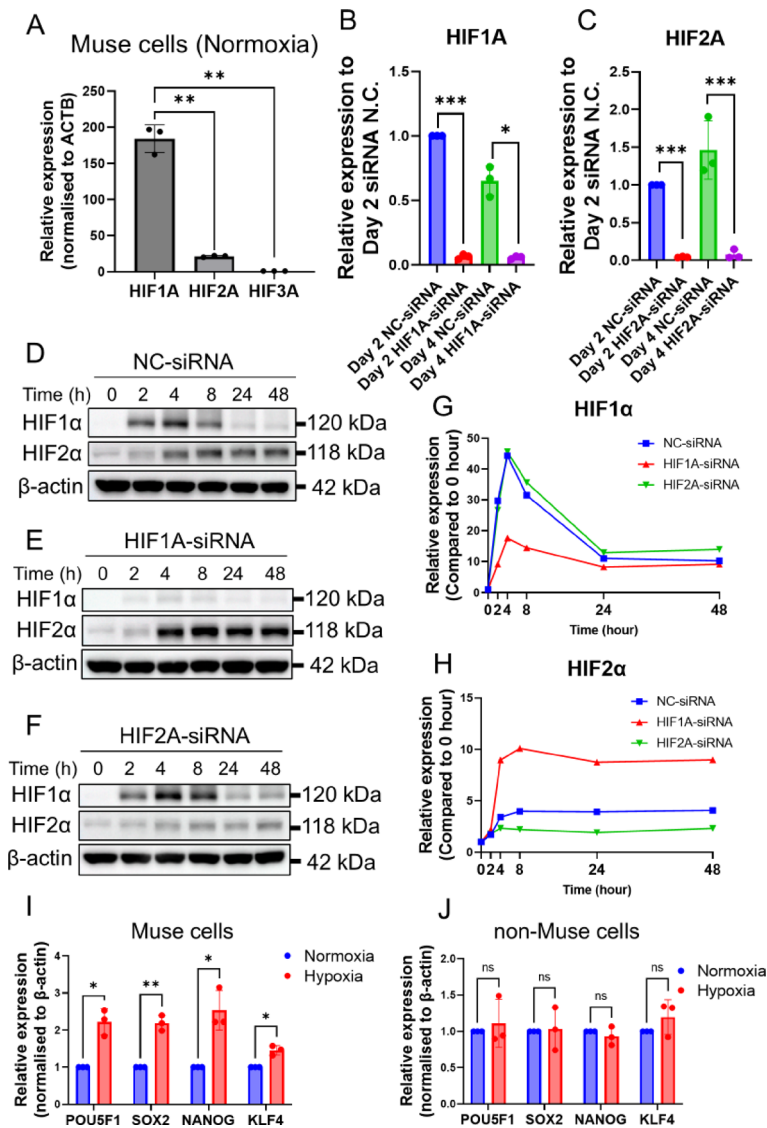 A
Muse cells (Normoxia)
Relative expression
(normalised to ACTB)
250
200
150
100
50
0
**
**
HIF1A HIF2A HIF3A
B
HIF1A
Relative expression to
Day 2 siRNA N.C.
1.5
1.0
0.5
0.0
***
*
Day 2 NC-siRNA
Day 2 HIF1A-siRNA
Day 4 NC-siRNA
Day 4 HIF1A-siRNA
C
HIF2A
Relative expression to
Day 2 siRNA N.C.
2.5
2.0
1.5
1.0
0.5
0.0
***
***
Day 2 NC-siRNA
Day 2 HIF2A-siRNA
Day 4 NC-siRNA
Day 4 HIF2A-siRNA
D
NC-siRNA
Time (h) 0 2 4 8 24 48
HIF1α 120 kDa
HIF2α 118 kDa
β-actin 42 kDa
E
HIF1A-siRNA
Time (h) 0 2 4 8 24 48
HIF1α 120 kDa
HIF2α 118 kDa
β-actin 42 kDa
F
HIF2A-siRNA
Time (h) 0 2 4 8 24 48
HIF1α 120 kDa
HIF2α 118 kDa
β-actin 42 kDa
G
HIF1α
Relative expression
(Compared to 0 hour)
50
40
30
20
10
0
NC-siRNA
HIF1A-siRNA
HIF2A-siRNA
0 2 4 8 24 48
Time (hour)
H
HIF2α
Relative expression
(Compared to 0 hour)
15
10
5
0
NC-siRNA
HIF1A-siRNA
HIF2A-siRNA
0 2 4 8 24 48
Time (hour)
I
Muse cells
Relative expression
(normalised to β-actin)
4
3
2
1
0
* ** * *
Normoxia
Hypoxia
POU5F1 SOX2 NANOG KLF4
J
non-Muse cells
Relative expression
(normalised to β-actin)
2.0
1.5
1.0
0.5
0.0
ns ns ns ns
Normoxia
Hypoxia
POU5F1 SOX2 NANOG KLF4